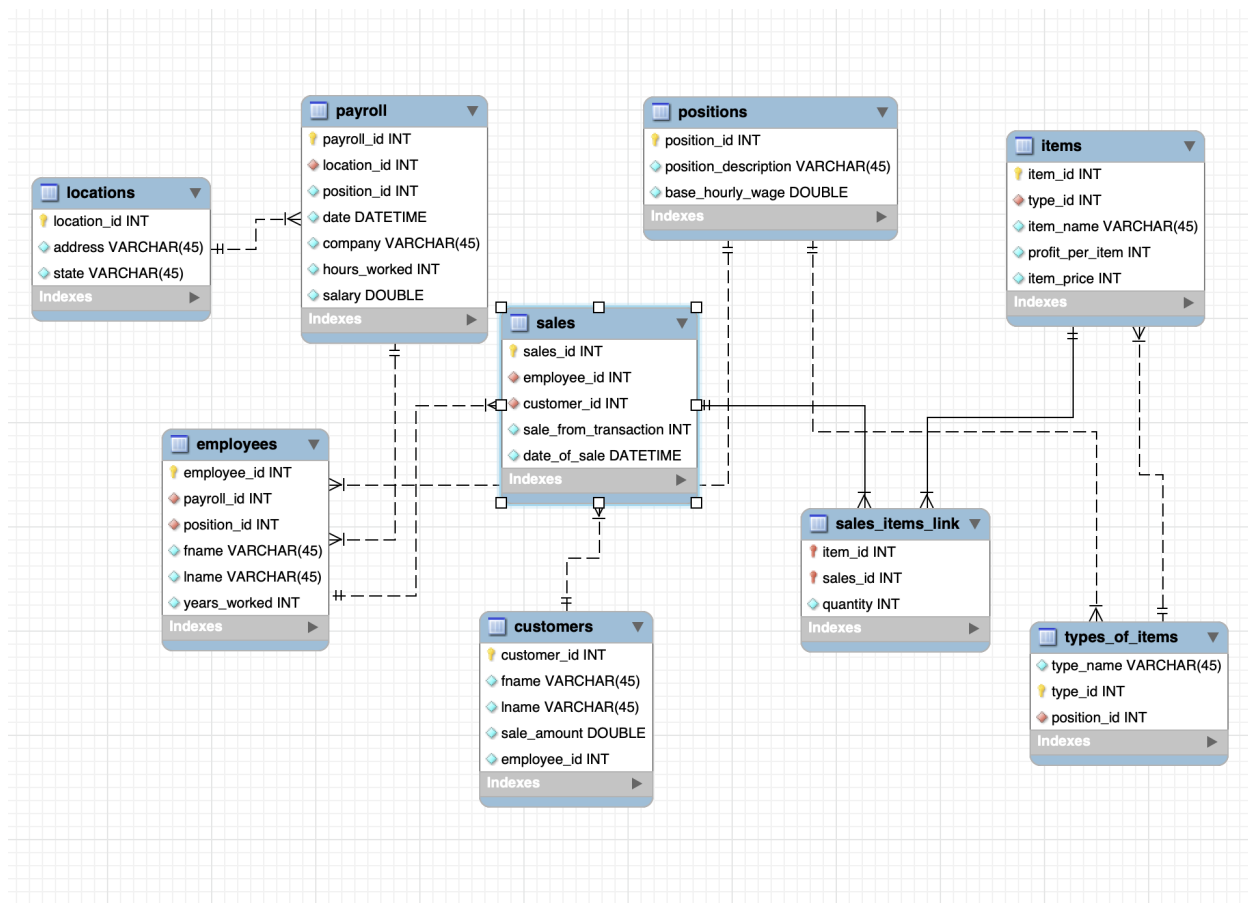 payroll
payroll_id INT
location_id INT
position_id INT
date DATETIME
company VARCHAR(45)
hours_worked INT
salary DOUBLE
Indexes
positions
position_id INT
position_description VARCHAR(45)
base_hourly_wage DOUBLE
Indexes
items
item_id INT
type_id INT
item_name VARCHAR(45)
profit_per_item INT
item_price INT
Indexes
locations
location_id INT
address VARCHAR(45)
state VARCHAR(45)
Indexes
sales
sales_id INT
employee_id INT
customer_id INT
sale_from_transaction INT
date_of_sale DATETIME
Indexes
employees
employee_id INT
payroll_id INT
position_id INT
fname VARCHAR(45)
lname VARCHAR(45)
years_worked INT
Indexes
sales_items_link
item_id INT
sales_id INT
quantity INT
Indexes
customers
customer_id INT
fname VARCHAR(45)
lname VARCHAR(45)
sale_amount DOUBLE
employee_id INT
Indexes
types_of_items
type_name VARCHAR(45)
type_id INT
position_id INT
Indexes